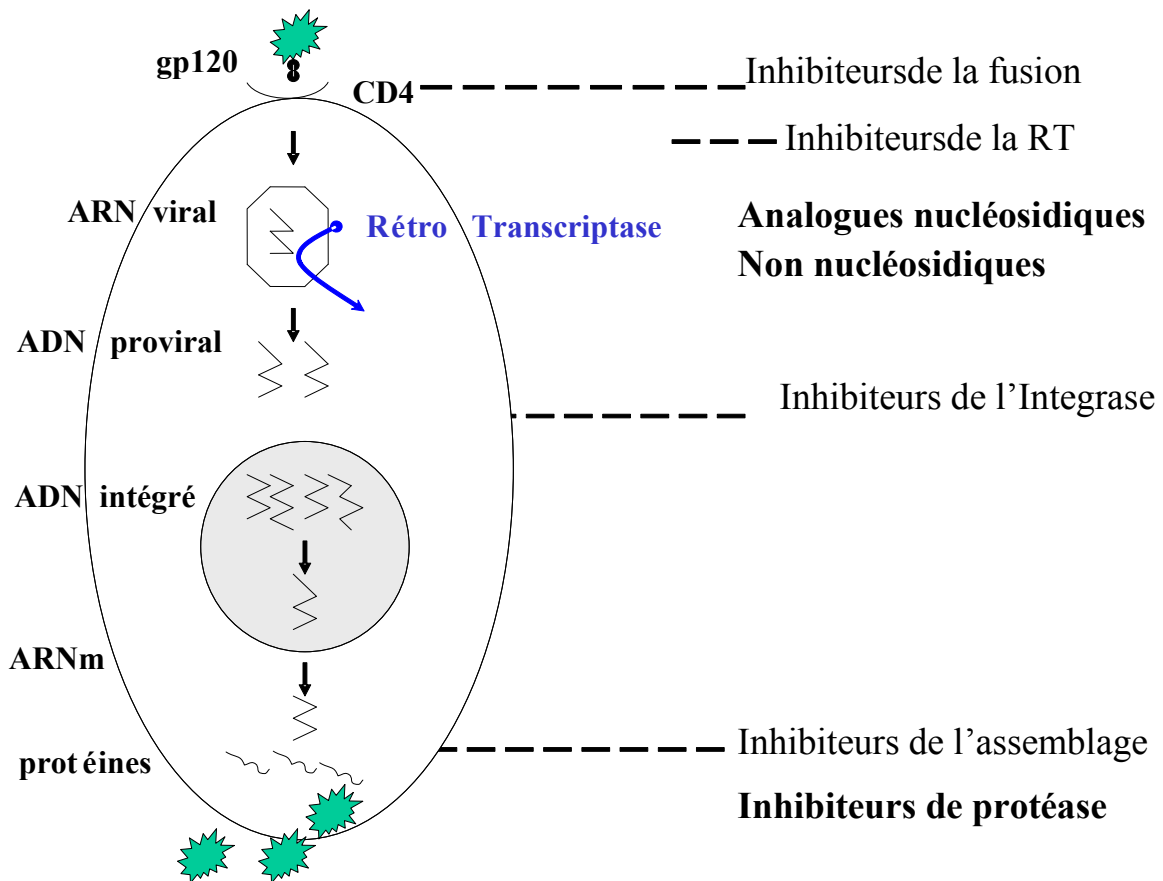 gp120
CD4
Inhibiteursde la fusion
Inhibiteursde la RT
ARN viral
Rétro Transcriptase
Analogues nucléosidiques
Non nucléosidiques
ADN proviral
Inhibiteurs de l’Integrase
ADN intégré
ARNm
prot éines
Inhibiteurs de l’assemblage
Inhibiteurs de protéase